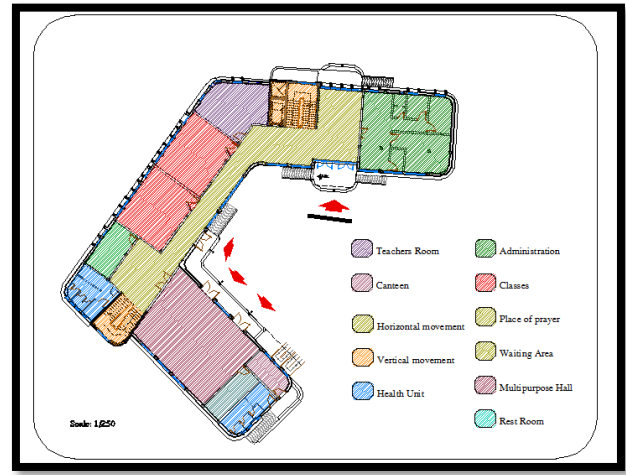 Teachers Room
Administration
Canteen
Classes
Horizontal movement
Place of prayer
Vertical movement
Waiting Area
Health Unit
Multipurpose Hall
Rest Room
Scale: 1/250